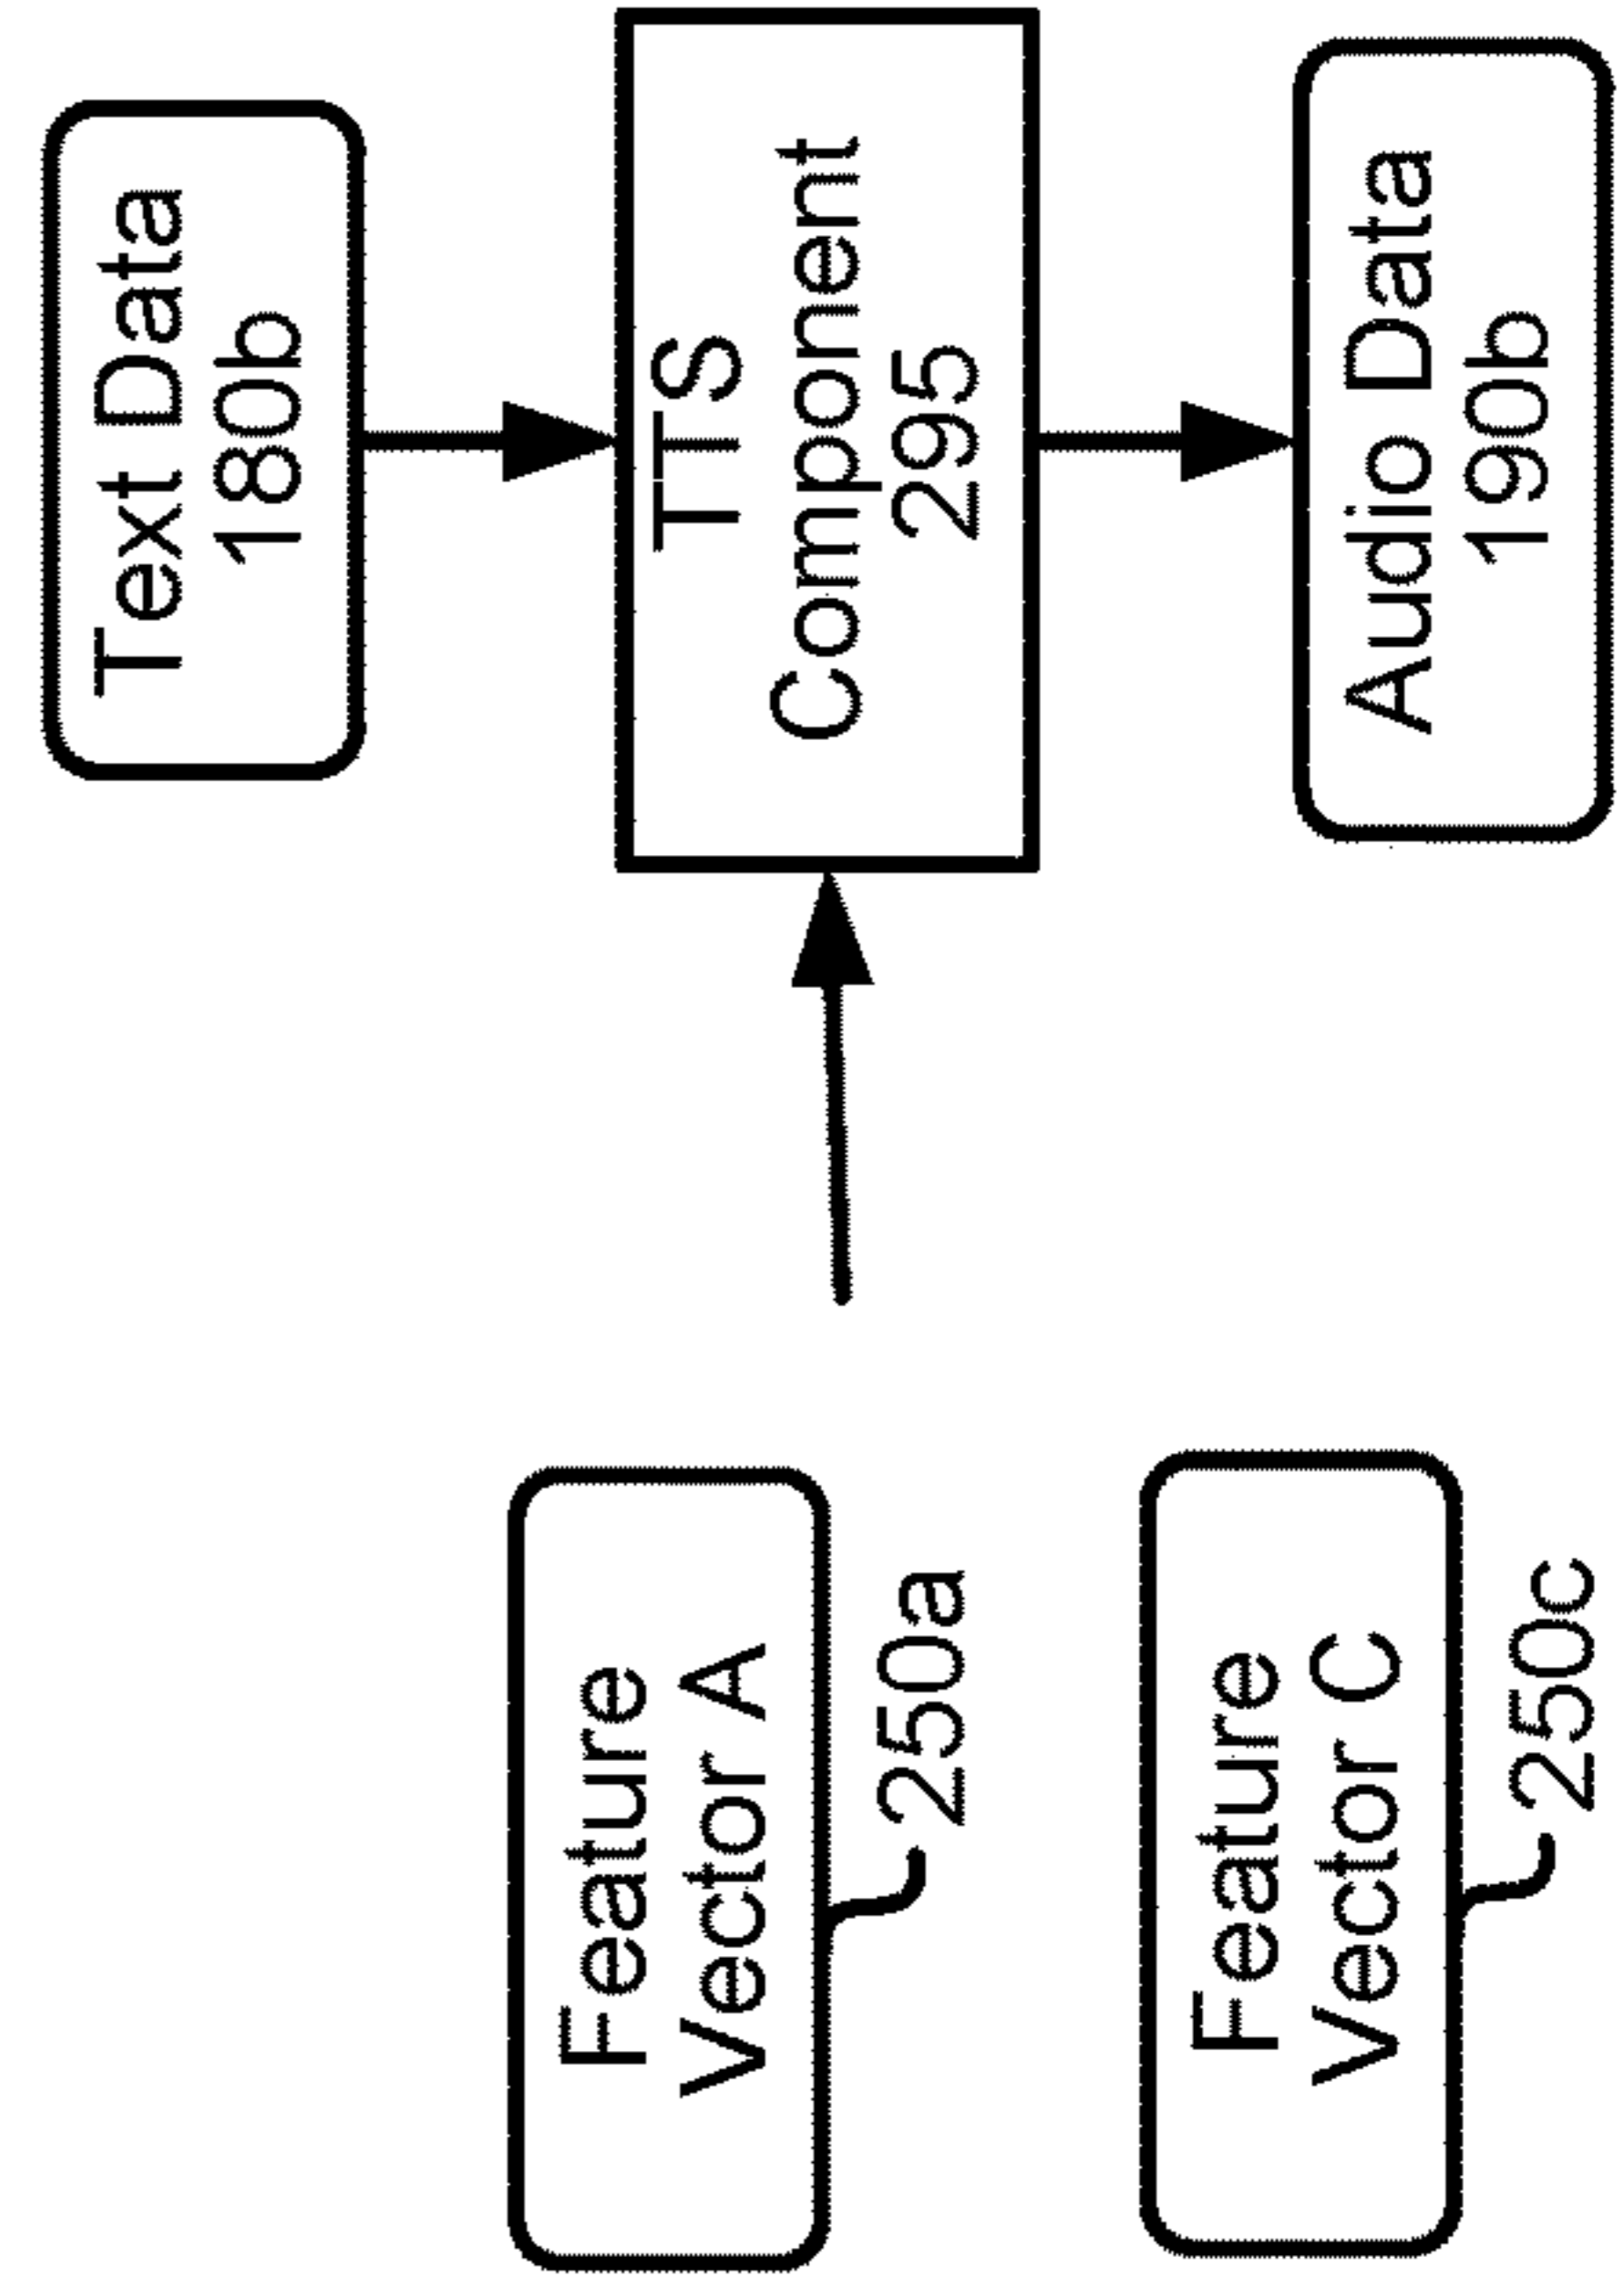 Text Data
180b
TTS
Component
295
Audio Data
190b
Feature
Vector A
250a
Feature
Vector C
250c